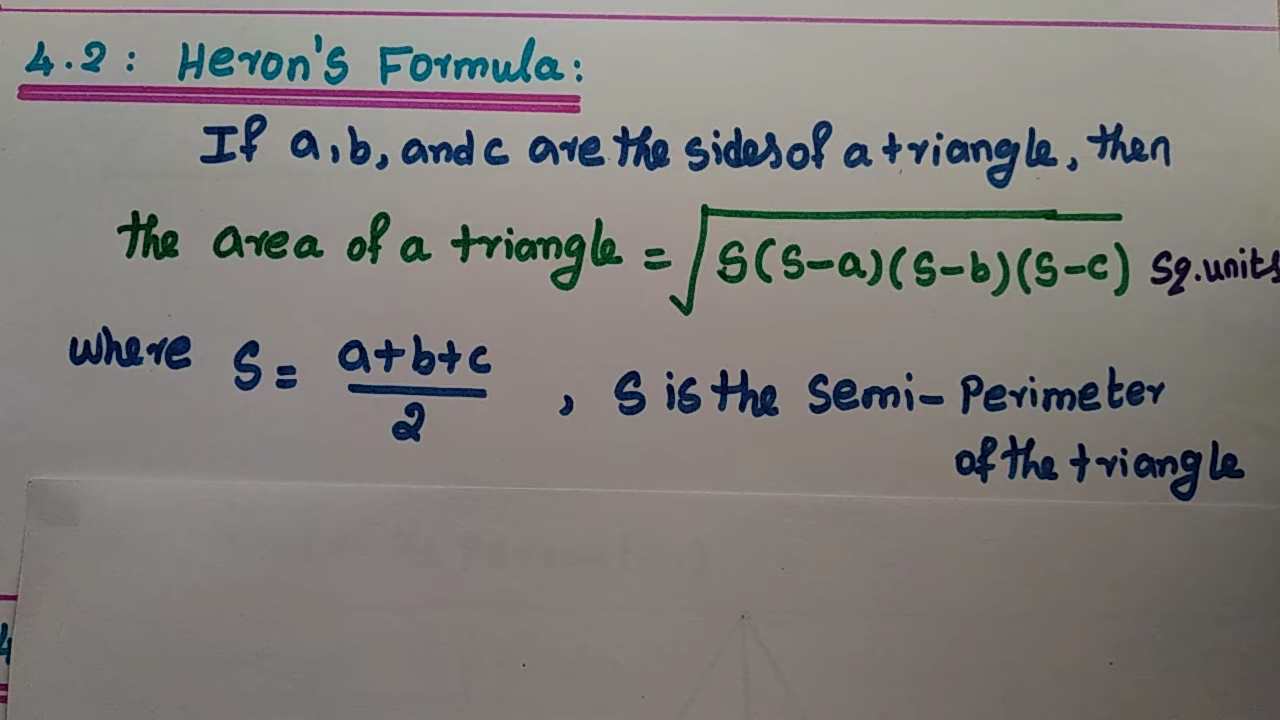 4.2: Heron's Formula:
If a,b, and c are the sides of a triangle, then
the area of a triangle = √S(S-a)(S-b)(S-c) Sq.units
where S = a+b+c / 2 , S is the Semi-Perimeter
of the triangle
4